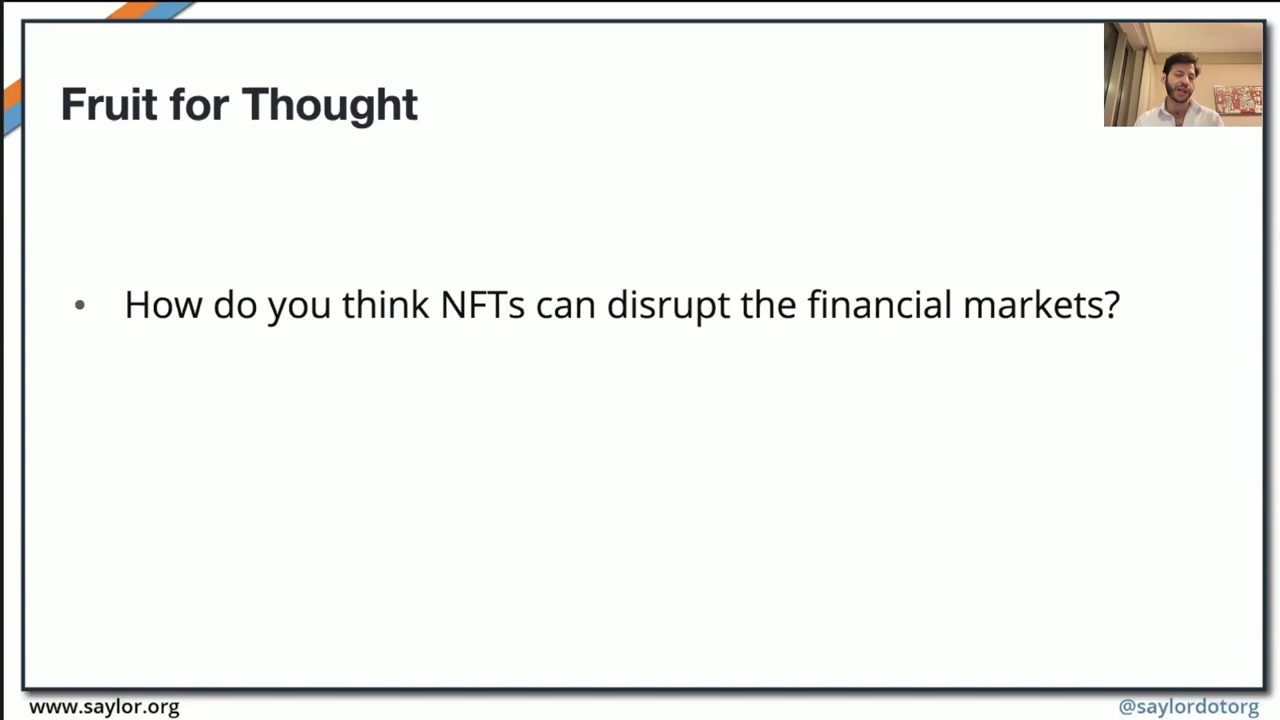 Fruit for Thought
• How do you think NFTs can disrupt the financial markets?
www.saylor.org
@saylordotorg